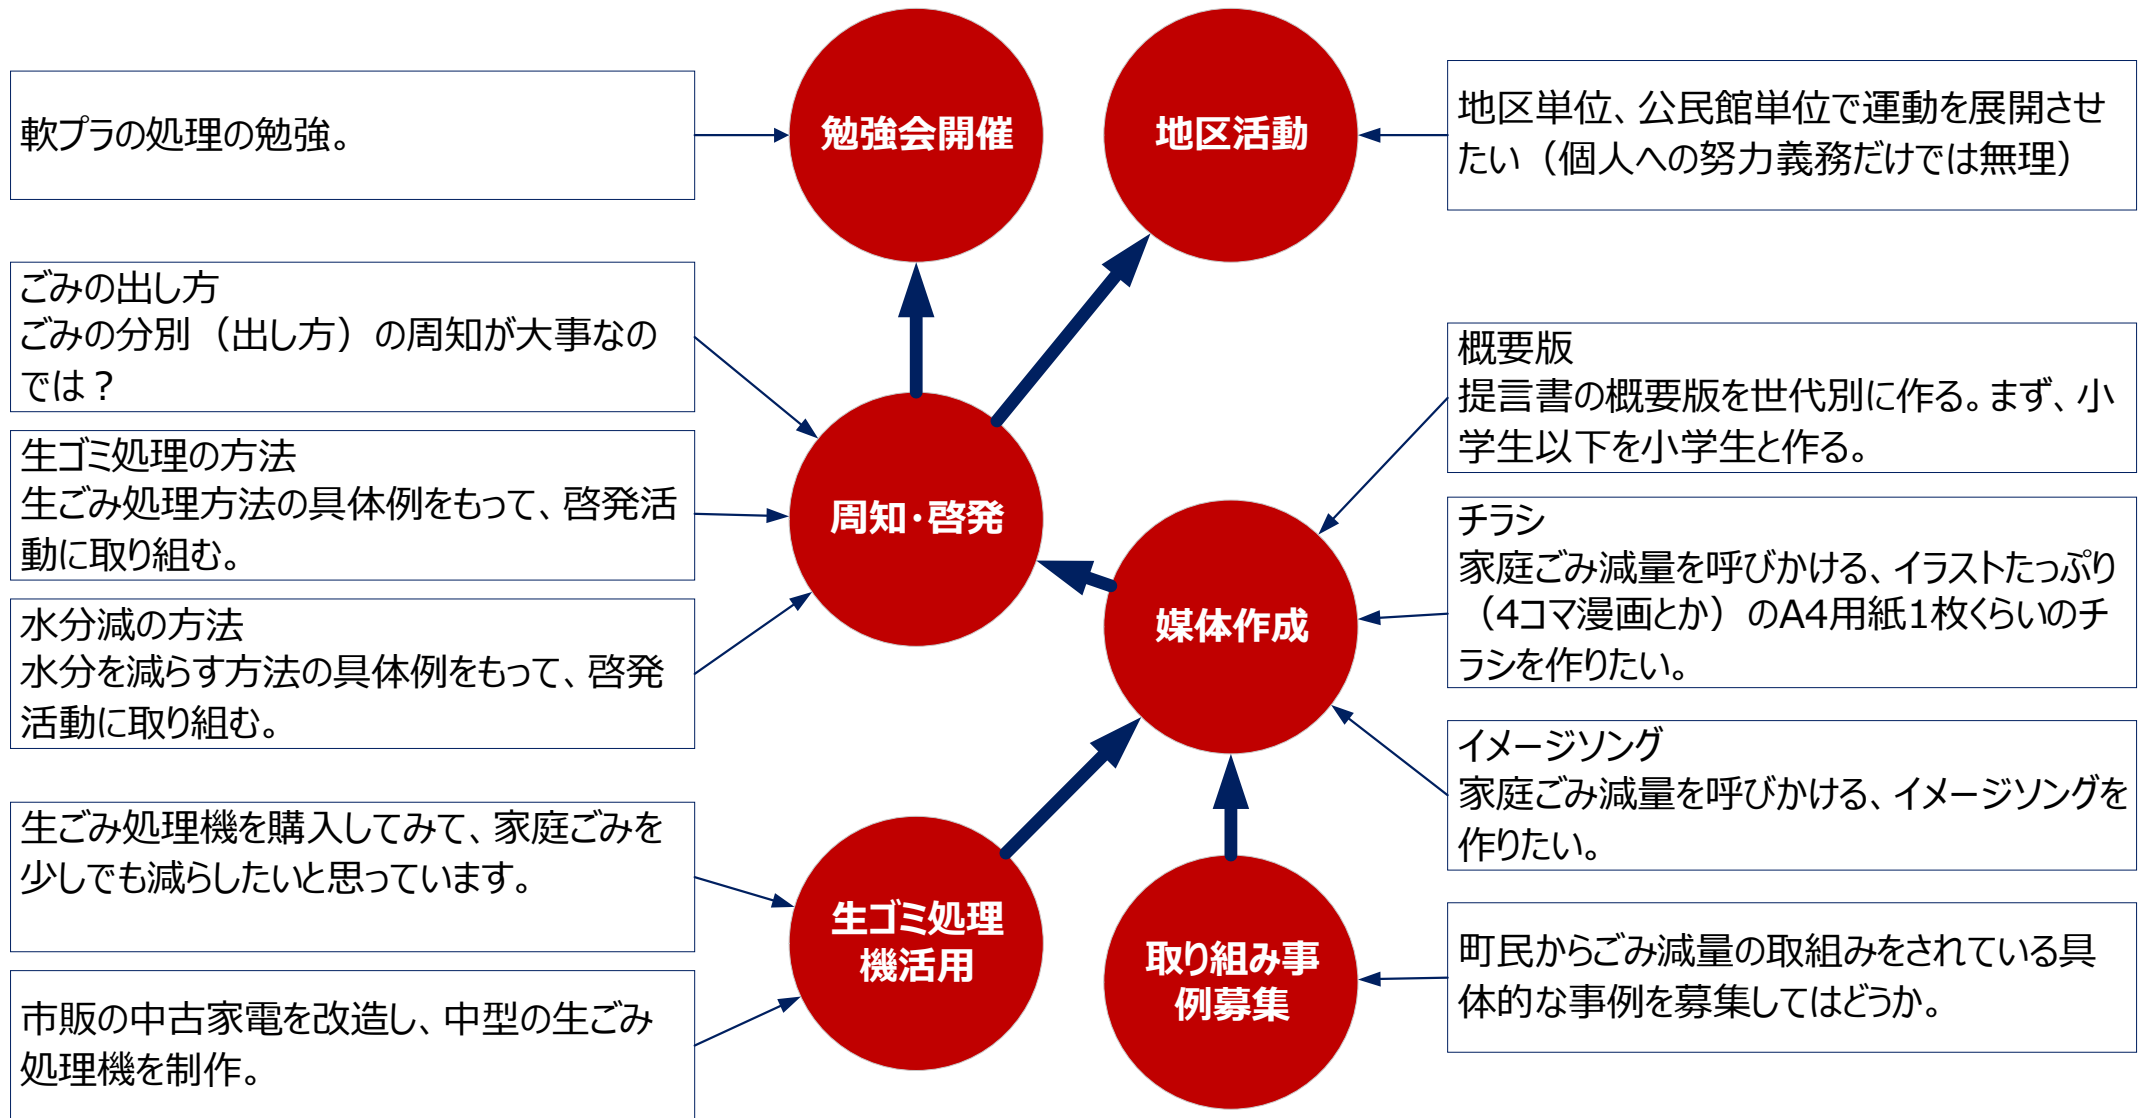 軟プラの処理の勉強。
勉強会開催
地区活動
地区単位、公民館単位で運動を展開させ
たい（個人への努力義務だけでは無理）
ごみの出し方
ごみの分別（出し方）の周知が大事なの
では？
生ゴミ処理の方法
生ごみ処理方法の具体例をもって、啓発活
動に取り組む。
水分減の方法
水分を減らす方法の具体例をもって、啓発
活動に取り組む。
周知・啓発
概要版
提言書の概要版を世代別に作る。まず、小
学生以下を小学生と作る。
チラシ
家庭ごみ減量を呼びかける、イラストたっぷり
（4コマ漫画とか）のA4用紙1枚くらいのチ
ラシを作りたい。
イメージソング
家庭ごみ減量を呼びかける、イメージソングを
作りたい。
媒体作成
生ごみ処理機を購入してみて、家庭ごみを
少しでも減らしたいと思っています。
市販の中古家電を改造し、中型の生ごみ
処理機を制作。
生ゴミ処理
機活用
取り組み事
例募集
町民からごみ減量の取組みをされている具
体的な事例を募集してはどうか。